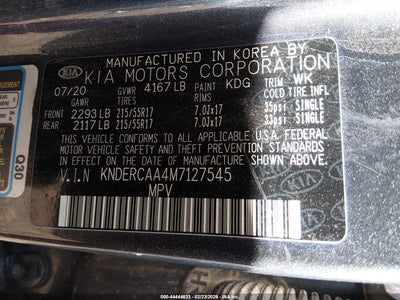 MANUFACTURED IN KOREA BY
KIA KIA MOTORS CORPORATION
07/20 GVWR 4167 LB PAINT KDG TRIM WK
GAWR TIRES RIMS COLD TIRE INFL
FRONT 2293 LB 215/55R17 7.0JX17 35psi SINGLE
REAR 2117 LB 215/55R17 7.0JX17 33psi SINGLE
THIS VEHICLE CONFORMS TO ALL APPLICABLE U.S.A. FEDERAL
MOTOR VEHICLE SAFETY AND THEFT PREVENTION STANDARDS
IN EFFECT ON THE DATE OF MANUFACTURE SHOWN ABOVE
V.I.N KNDERCAA4M7127545
MPV
Q30
000-44444633 - 02/23/2026 - IAA Branch